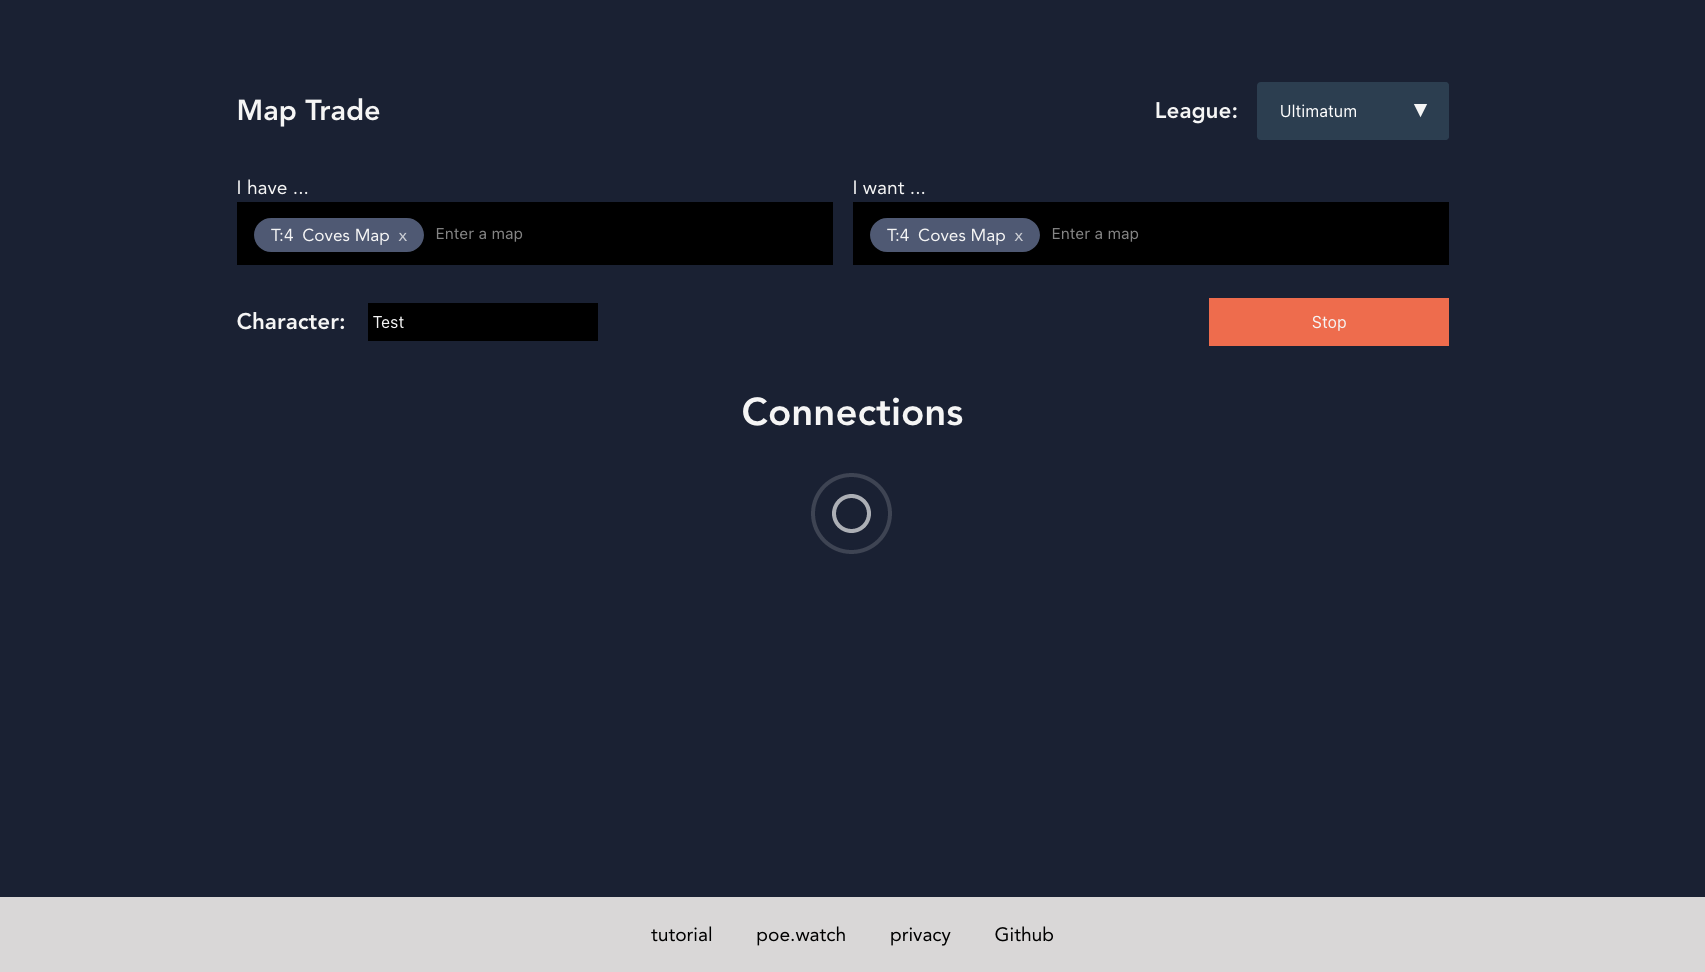 Map Trade
League: Ultimatum ▼
I have ...
I want ...
T:4 Coves Map x Enter a map
T:4 Coves Map x Enter a map
Character: Test
Stop
Connections
tutorial poe.watch privacy Github